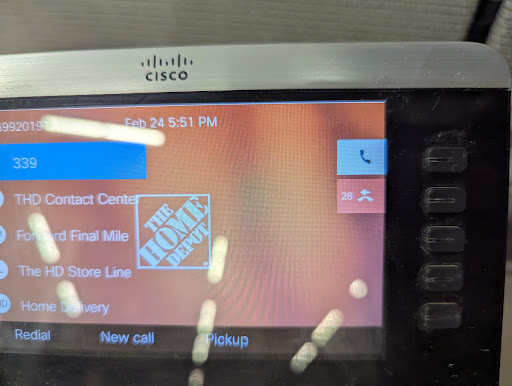 CISCO
6992019
Feb 24 5:51 PM
339
28
THD Contact Center
Forward Final Mile
The HD Store Line
Home Delivery
THE
HOME
DEPOT
Redial New call Pickup